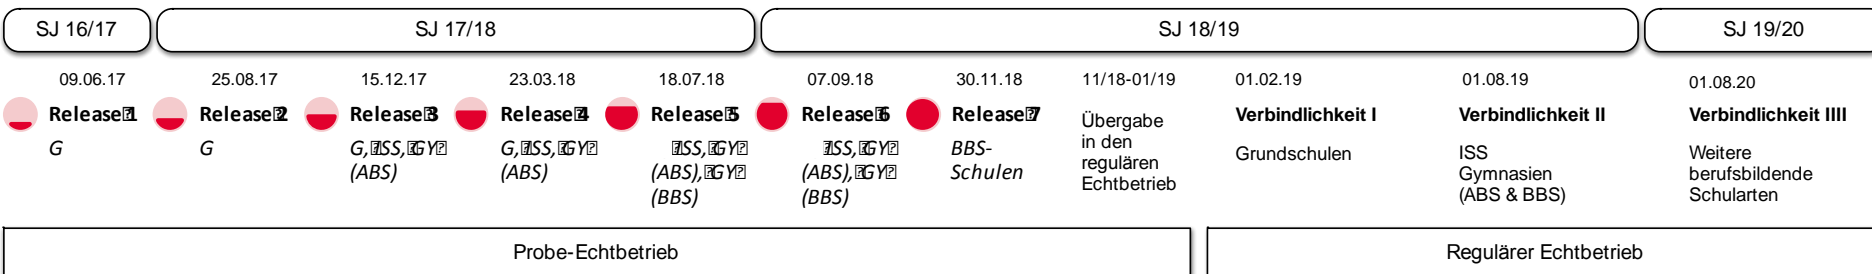 SJ 16/17
SJ 17/18
SJ 18/19
SJ 19/20
09.06.17
Release 1
G
25.08.17
Release 2
G
15.12.17
Release 3
G, ISS, GY
(ABS)
23.03.18
Release 4
G, ISS, GY
(ABS)
18.07.18
Release 5
ISS, GY
(ABS), GY
(BBS)
07.09.18
Release 6
ISS, GY
(ABS), GY
(BBS)
30.11.18
Release 7
BBS-
Schulen
11/18-01/19
Übergabe
in den
regulären
Echtbetrieb
01.02.19
Verbindlichkeit I
Grundschulen
01.08.19
Verbindlichkeit II
ISS
Gymnasien
(ABS & BBS)
01.08.20
Verbindlichkeit IIII
Weitere
berufsbildende
Schularten
Probe-Echtbetrieb
Regulärer Echtbetrieb